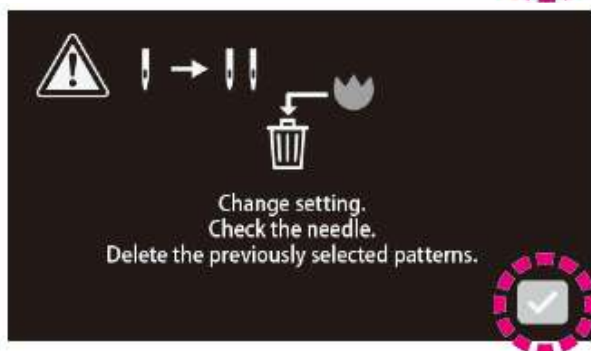 Change setting.
Check the needle.
Delete the previously selected patterns.